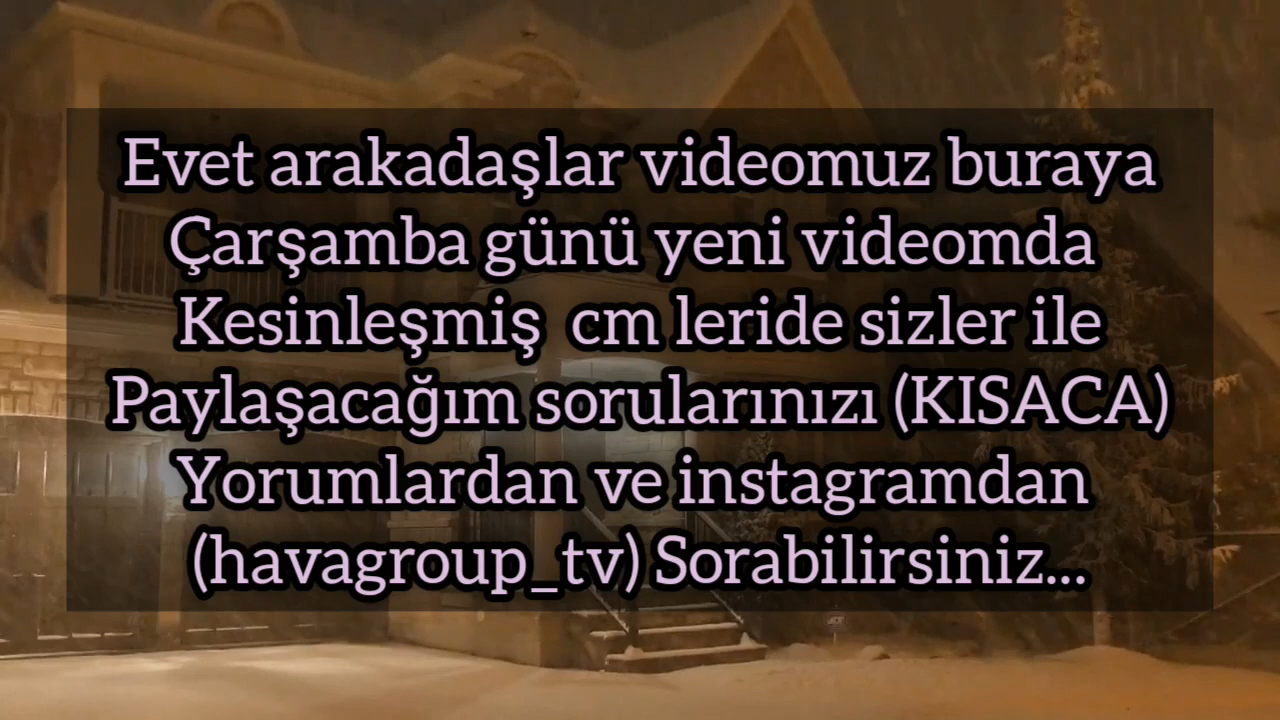 Evet arakadaşlar videomuz buraya
Çarşamba günü yeni videomda
Kesinleşmiş cm leride sizler ile
Paylaşacağım sorularınızı (KISACA)
Yorumlardan ve instagramdan
(havagroup_tv) Sorabilirsiniz...